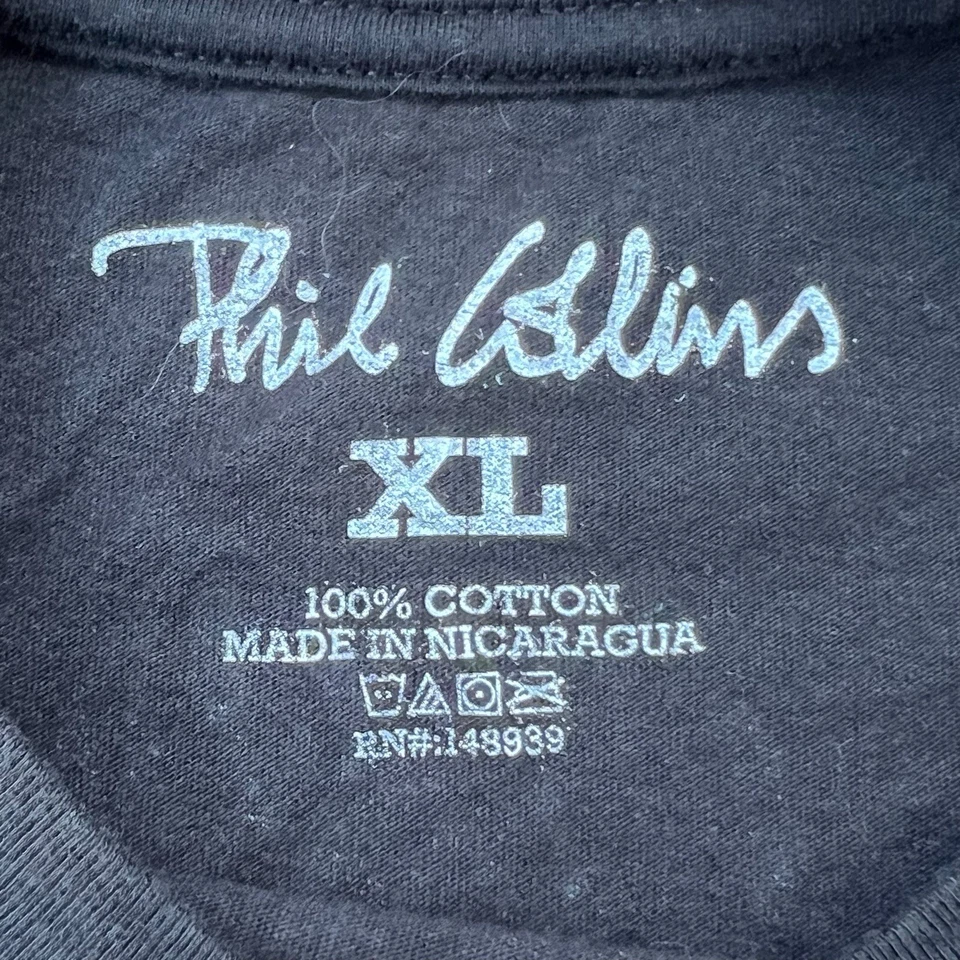 Phil Collins
XL
100% COTTON
MADE IN NICARAGUA
RN#:148939